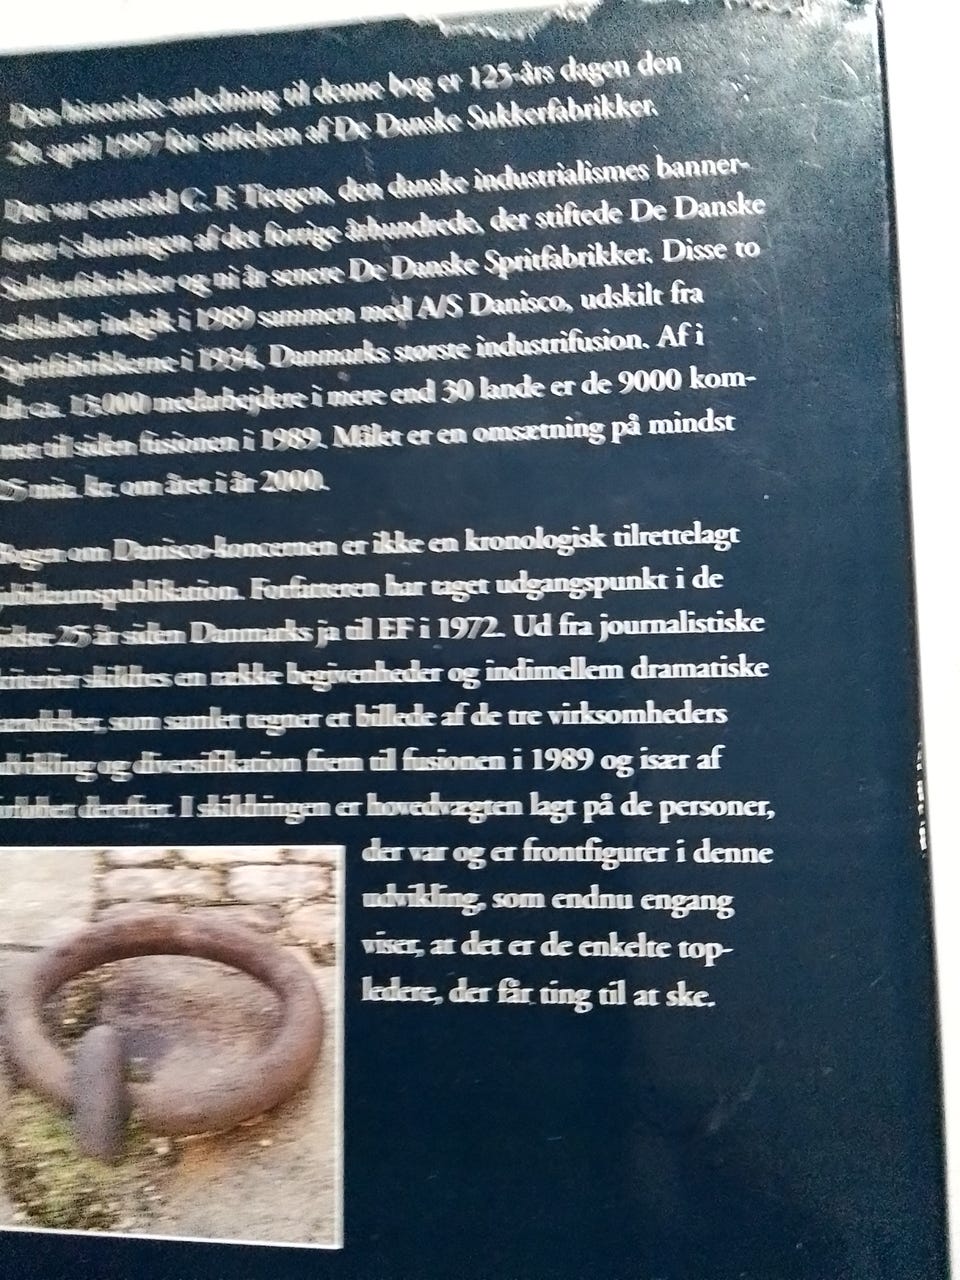 Den historiske anledning til denne bog er 125-års dagen den
20. april 1997 for stiftelsen af De Danske Sukkerfabrikker.
Det var etatsråd C. F. Tietgen, den danske industrialismes banner-
fører i slutningen af det forrige århundrede, der stiftede De Danske
Sukkerfabrikker og ni år senere De Danske Spritfabrikker. Disse to
selskaber indgik i 1989 sammen med A/S Danisco, udskilt fra
Spritfabrikkerne i 1934, Danmarks største industrifusion. Af i
alt ca. 13.000 medarbejdere i mere end 30 lande er de 9000 kom-
met til siden fusionen i 1989. Målet er en omsætning på mindst
25 mia. kr. om året i år 2000.
Bogen om Danisco-koncernen er ikke en kronologisk tilrettelagt
jubilæumspublikation. Forfatteren har taget udgangspunkt i de
sidste 25 år siden Danmarks ja til EF i 1972. Ud fra journalistiske
kriterier skildres en række begivenheder og indimellem dramatiske
hændelser, som samlet tegner et billede af de tre virksomheders
udvikling og diversifikation frem til fusionen i 1989 og især af
derefter. I skildringen er hovedvægten lagt på de personer,
der var og er frontfigurer i denne
udvikling, som endnu engang
viser, at det er de enkelte top-
ledere, der får ting til at ske.